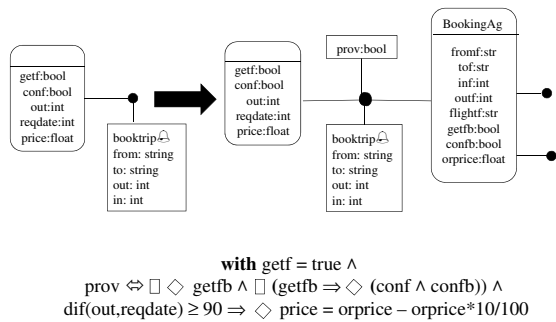 getf:bool
conf:bool
out:int
reqdate:int
price:float
booktrip
from: string
to: string
out: int
in: int
getf:bool
conf:bool
out:int
reqdate:int
price:float
prov:bool
booktrip
from: string
to: string
out: int
in: int
BookingAg
fromf:str
tof:str
inf:int
outf:int
flightf:str
getfb:bool
confb:bool
orprice:float
with getf = true ∧
prov ⇔ □ ◇ getfb ∧ □ (getfb ⇒ ◇ (conf ∧ confb)) ∧
dif(out,reqdate) ≥ 90 ⇒ ◇ price = orprice – orprice*10/100